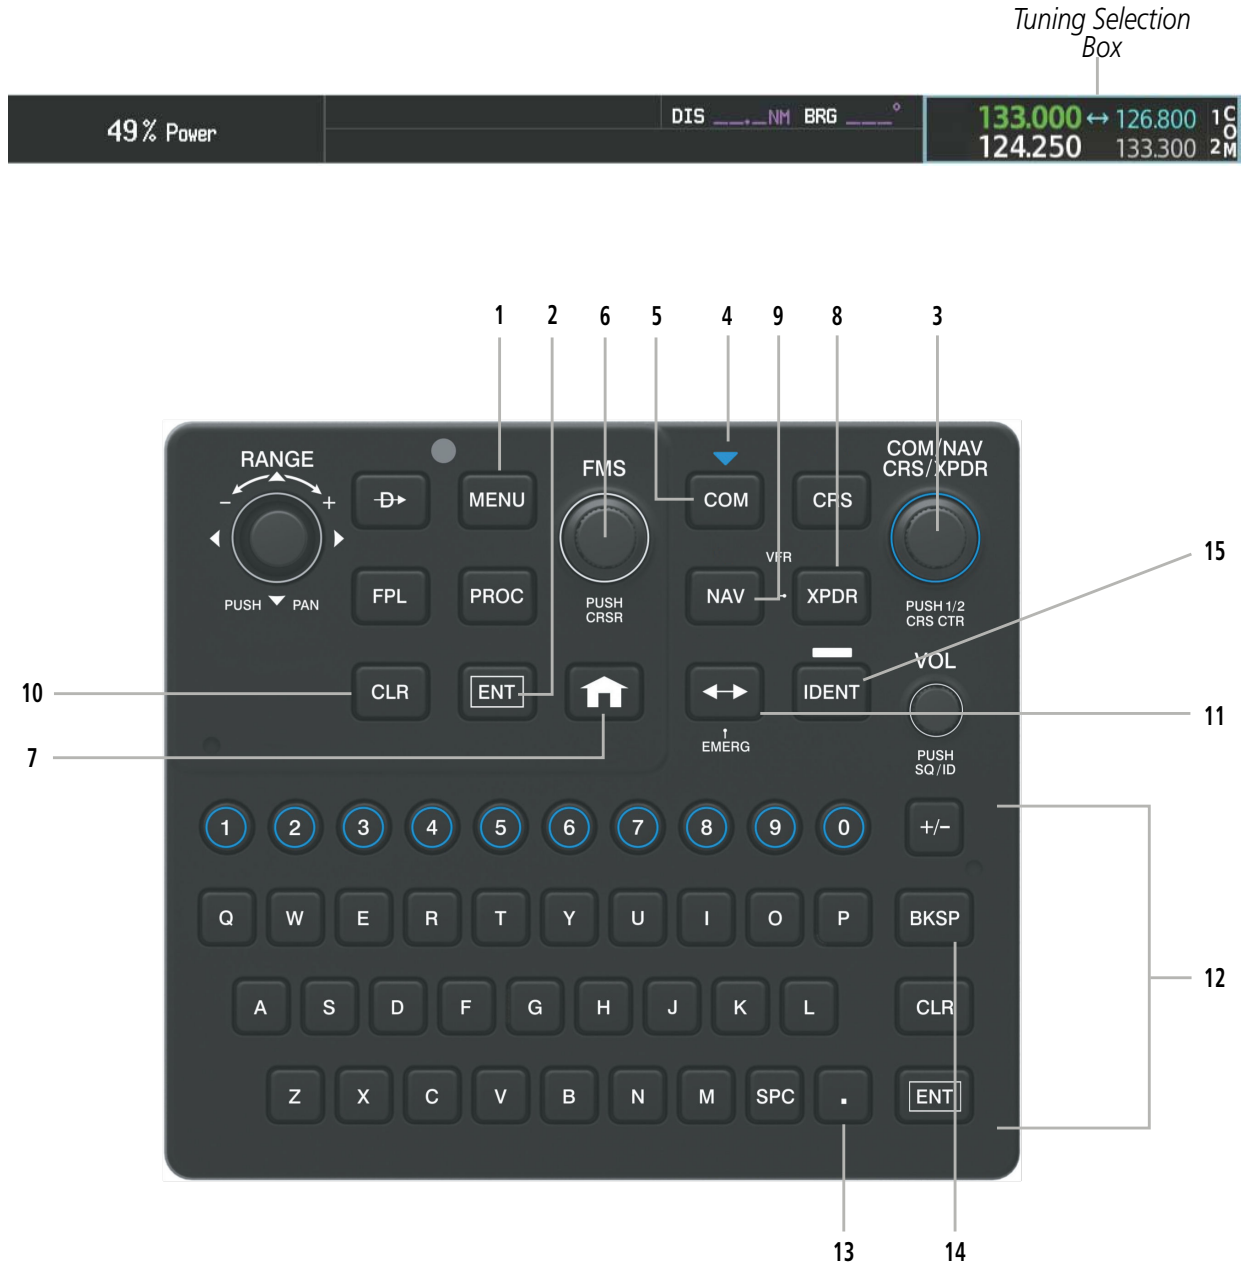 Tuning Selection
Box
49% Power
DIS __._NM BRG ___°
133.000 ↔ 126.800 1
124.250 133.300 2
COM
1 2 6 5 4 9 8 3
RANGE
- +
PUSH PAN
D
MENU
FMS
PUSH
CRSR
COM
CRS
COM/NAV
CRS/XPDR
PUSH 1/2
CRS CTR
15
FPL
PROC
NAV
VFR
XPDR
10
CLR
ENT
IDENT
VOL
11
7
EMERG
PUSH
SQ/ID
1 2 3 4 5 6 7 8 9 0 +/-
Q W E R T Y U I O P BKSP
12
A S D F G H J K L CLR
Z X C V B N M SPC . ENT
13 14